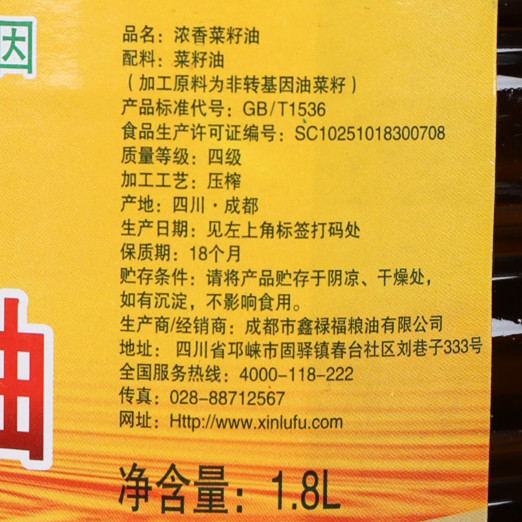 因
油
品名：浓香菜籽油
配料：菜籽油
（加工原料为非转基因油菜籽）
产品标准代号：GB/T1536
食品生产许可证编号：SC10251018300708
质量等级：四级
加工工艺：压榨
产地：四川·成都
生产日期：见左上角标签打码处
保质期：18个月
贮存条件：请将产品贮存于阴凉、干燥处，
如有沉淀，不影响食用。
生产商/经销商：成都市鑫禄福粮油有限公司
地址：四川省邛崃市固驿镇春台社区刘巷子333号
全国服务热线：4000-118-222
传真：028-88712567
网址：Http://www.xinlufu.com
净含量：1.8L